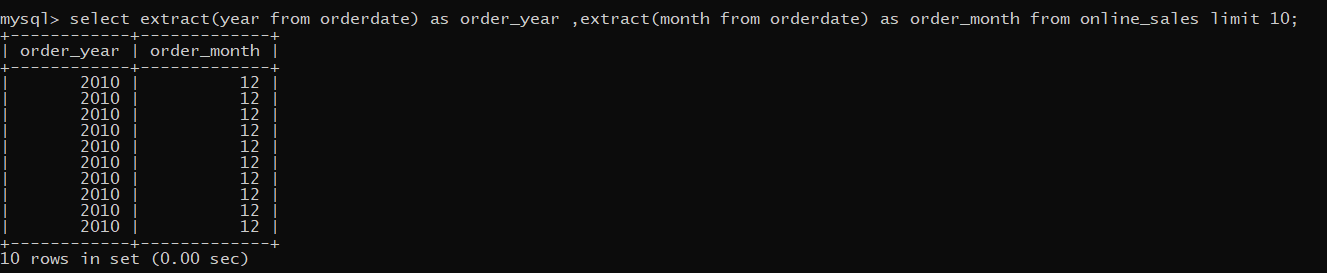 mysql> select extract(year from orderdate) as order_year ,extract(month from orderdate) as order_month from online_sales limit 10;
+------------+-------------+
| order_year | order_month |
+------------+-------------+
|       2010 |          12 |
|       2010 |          12 |
|       2010 |          12 |
|       2010 |          12 |
|       2010 |          12 |
|       2010 |          12 |
|       2010 |          12 |
|       2010 |          12 |
|       2010 |          12 |
|       2010 |          12 |
+------------+-------------+
10 rows in set (0.00 sec)